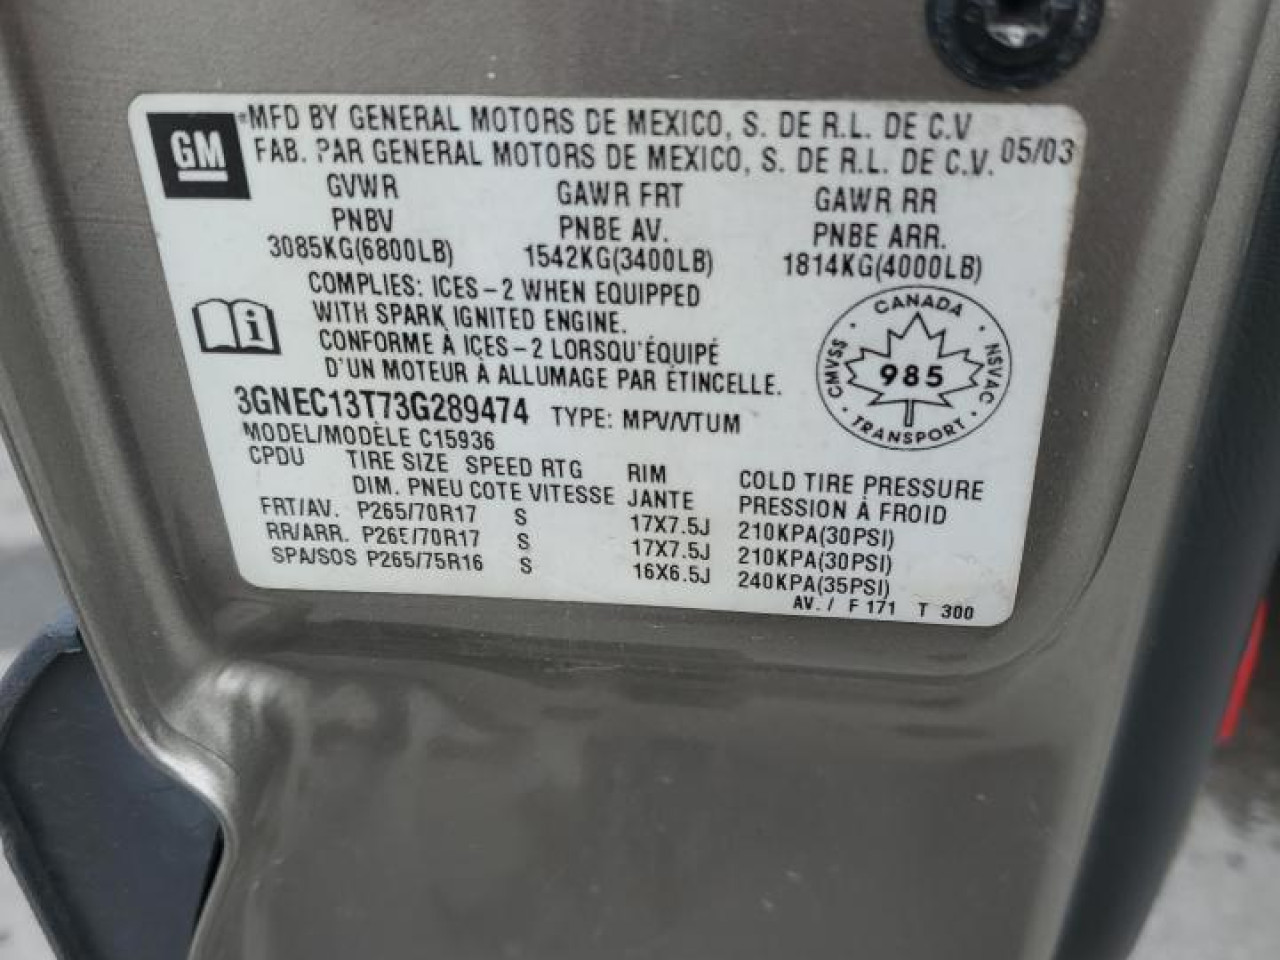 GM
MFD BY GENERAL MOTORS DE MEXICO, S. DE R.L. DE C.V
FAB. PAR GENERAL MOTORS DE MEXICO, S. DE R.L. DE C.V. 05/03
GVWR GAWR FRT GAWR RR
PNBV PNBE AV. PNBE ARR.
3085KG(6800LB) 1542KG(3400LB) 1814KG(4000LB)
COMPLIES: ICES-2 WHEN EQUIPPED
WITH SPARK IGNITED ENGINE.
CONFORME À ICES-2 LORSQU'ÉQUIPÉ
D'UN MOTEUR À ALLUMAGE PAR ÉTINCELLE.
i
CANADA
CMVSS 985 NSVAC
TRANSPORT
3GNEC13T73G289474 TYPE: MPV/VTUM
MODEL/MODÈLE C15936
CPDU TIRE SIZE SPEED RTG RIM COLD TIRE PRESSURE
DIM. PNEU COTE VITESSE JANTE PRESSION À FROID
FRT/AV. P265/70R17 S 17X7.5J 210KPA(30PSI)
RR/ARR. P265/70R17 S 17X7.5J 210KPA(30PSI)
SPA/SOS P265/75R16 S 16X6.5J 240KPA(35PSI)
AV. / F 171 T 300